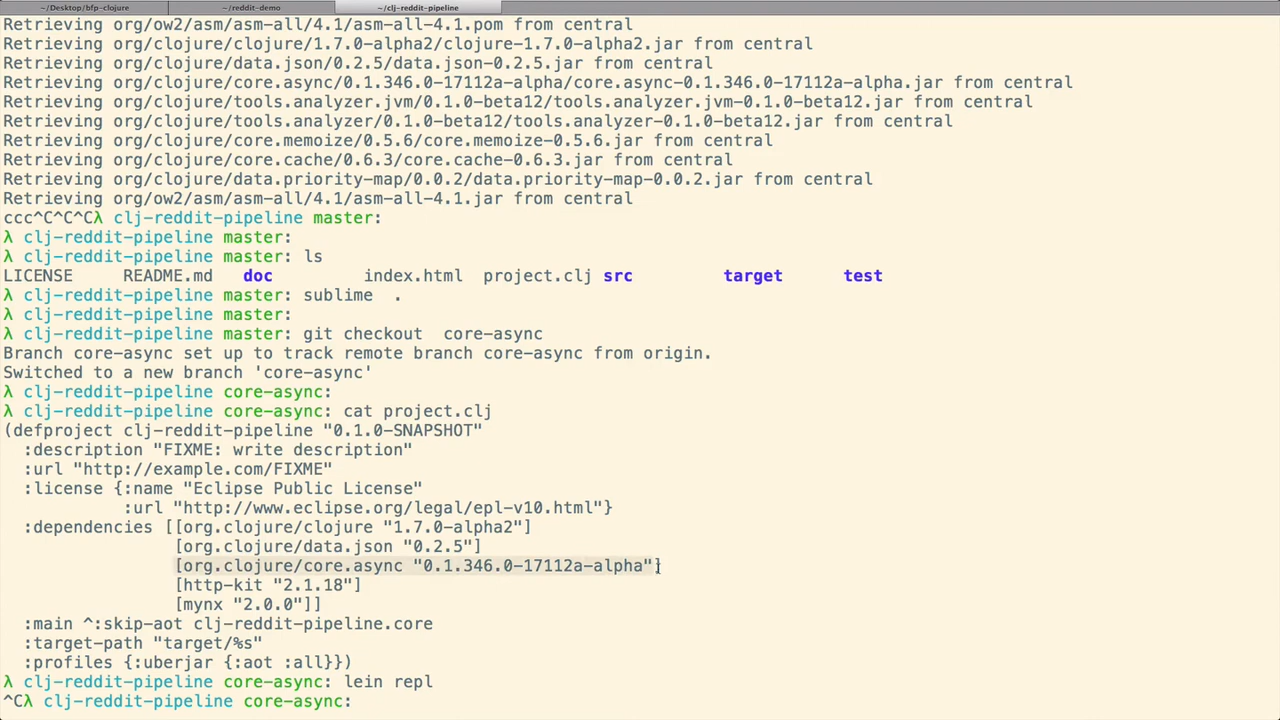 ~/Desktop/bfp-clojure ~/reddit-demo ~/clj-reddit-pipeline
Retrieving org/ow2/asm/asm-all/4.1/asm-all-4.1.pom from central
Retrieving org/clojure/clojure/1.7.0-alpha2/clojure-1.7.0-alpha2.jar from central
Retrieving org/clojure/data.json/0.2.5/data.json-0.2.5.jar from central
Retrieving org/clojure/core.async/0.1.346.0-17112a-alpha/core.async-0.1.346.0-17112a-alpha.jar from central
Retrieving org/clojure/tools.analyzer.jvm/0.1.0-beta12/tools.analyzer.jvm-0.1.0-beta12.jar from central
Retrieving org/clojure/tools.analyzer/0.1.0-beta12/tools.analyzer-0.1.0-beta12.jar from central
Retrieving org/clojure/core.memoize/0.5.6/core.memoize-0.5.6.jar from central
Retrieving org/clojure/core.cache/0.6.3/core.cache-0.6.3.jar from central
Retrieving org/clojure/data.priority-map/0.0.2/data.priority-map-0.0.2.jar from central
Retrieving org/ow2/asm/asm-all/4.1/asm-all-4.1.jar from central
ccc^C^C^Cλ clj-reddit-pipeline master:
λ clj-reddit-pipeline master:
λ clj-reddit-pipeline master: ls
LICENSE     README.md   doc         index.html  project.clj src         target      test
λ clj-reddit-pipeline master: sublime  .
λ clj-reddit-pipeline master:
λ clj-reddit-pipeline master: git checkout  core-async
Branch core-async set up to track remote branch core-async from origin.
Switched to a new branch 'core-async'
λ clj-reddit-pipeline core-async:
λ clj-reddit-pipeline core-async: cat project.clj
(defproject clj-reddit-pipeline "0.1.0-SNAPSHOT"
  :description "FIXME: write description"
  :url "http://example.com/FIXME"
  :license {:name "Eclipse Public License"
            :url "http://www.eclipse.org/legal/epl-v10.html"}
  :dependencies [[org.clojure/clojure "1.7.0-alpha2"]
                 [org.clojure/data.json "0.2.5"]
                 [org.clojure/core.async "0.1.346.0-17112a-alpha"]
                 [http-kit "2.1.18"]
                 [mynx "2.0.0"]]
  :main ^:skip-aot clj-reddit-pipeline.core
  :target-path "target/%s"
  :profiles {:uberjar {:aot :all}})
λ clj-reddit-pipeline core-async: lein repl
^Cλ clj-reddit-pipeline core-async: